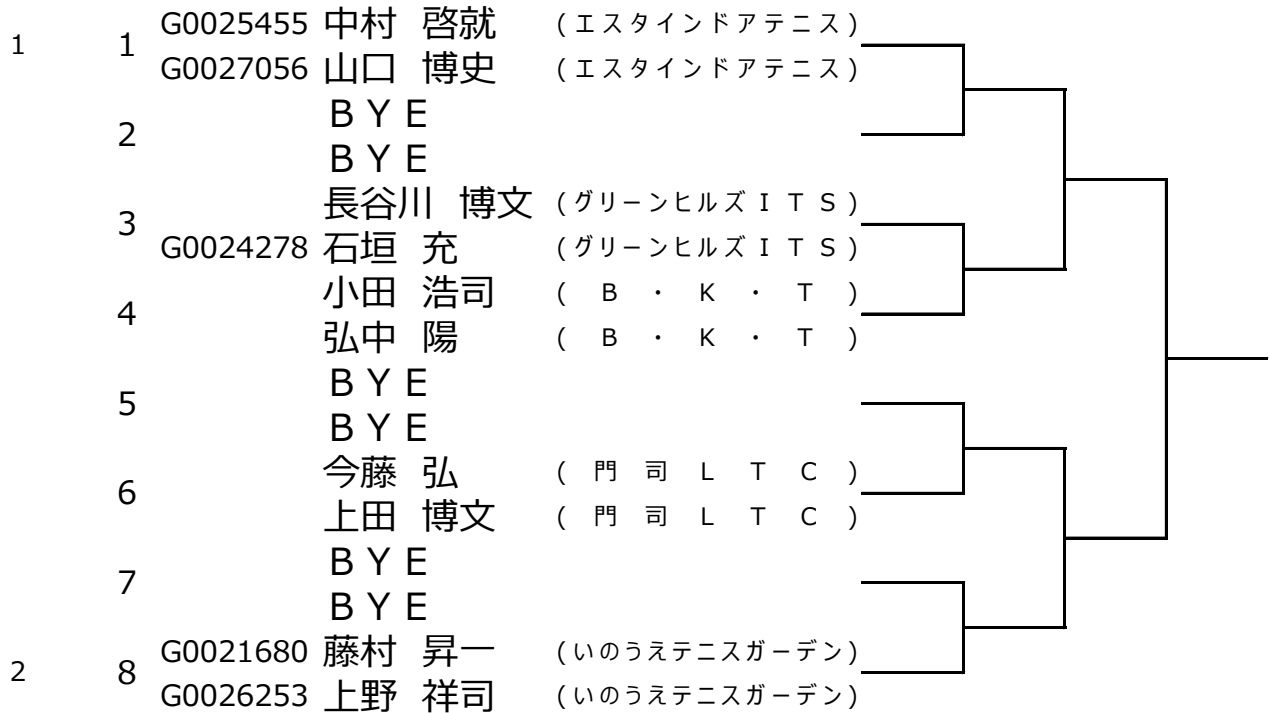 G0025455 中村 啓就 (エスタインドアテニス)
1 1
G0027056 山口 博史 (エスタインドアテニス)
ＢＹＥ
2
ＢＹＥ
長谷川 博文 (グリーンヒルズＩＴＳ)
3
G0024278 石垣 充 (グリーンヒルズＩＴＳ)
小田 浩司 (Ｂ・Ｋ・Ｔ)
4
弘中 陽 (Ｂ・Ｋ・Ｔ)
ＢＹＥ
5
ＢＹＥ
今藤 弘 (門司ＬＴＣ)
6
上田 博文 (門司ＬＴＣ)
ＢＹＥ
7
ＢＹＥ
G0021680 藤村 昇一 (いのうえテニスガーデン)
2 8
G0026253 上野 祥司 (いのうえテニスガーデン)